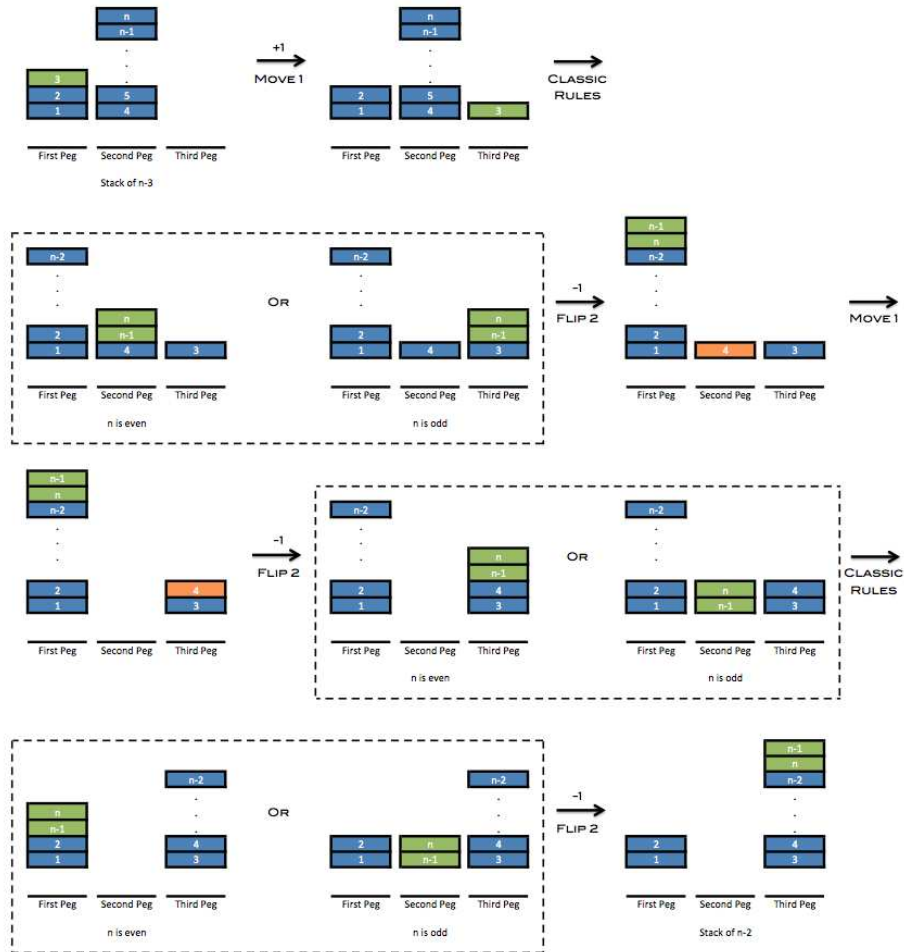 n
n-1
3
2
1
5
4
First Peg Second Peg Third Peg
Stack of n-3
+1
MOVE 1
n
n-1
2
1
5
4
3
First Peg Second Peg Third Peg
CLASSIC
RULES
n-2
n
n-1
2
1
4
3
First Peg Second Peg Third Peg
n is even
OR
n-2
n
n-1
2
1
4
3
First Peg Second Peg Third Peg
n is odd
-1
FLIP 2
n-1
n
n-2
2
1
4
3
First Peg Second Peg Third Peg
MOVE 1
n-1
n
n-2
2
1
4
3
First Peg Second Peg Third Peg
-1
FLIP 2
n-2
n
n-1
2
1
4
3
First Peg Second Peg Third Peg
n is even
OR
n-2
2
1
n
n-1
4
3
First Peg Second Peg Third Peg
n is odd
CLASSIC
RULES
n
n-1
2
1
n-2
4
3
First Peg Second Peg Third Peg
n is even
OR
n-2
2
1
n
n-1
4
3
First Peg Second Peg Third Peg
n is odd
-1
FLIP 2
n-1
n
n-2
2
1
4
3
First Peg Second Peg Third Peg
Stack of n-2